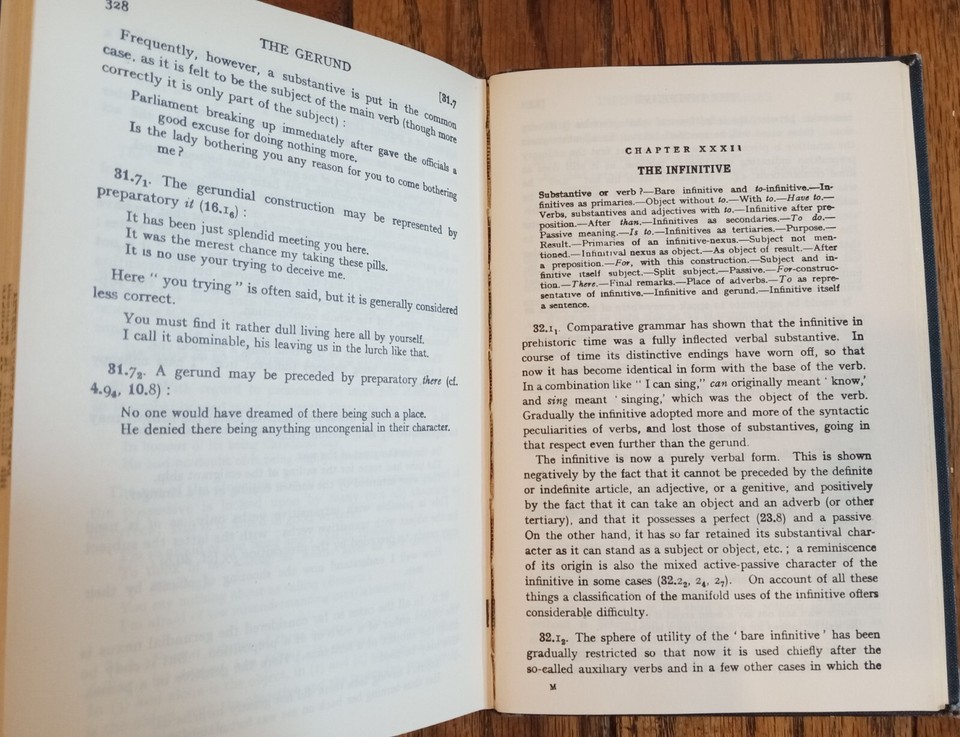 328
THE GERUND
[31.7
Frequently, however, a substantive is put in the common
case, as it is felt to be the subject of the main verb (though more
correctly it is only part of the subject) :
Parliament breaking up immediately after gave the officials a
good excuse for doing nothing more.
Is the lady bothering you any reason for you to come bothering
me ?
31.7₁. The gerundial construction may be represented by
preparatory it (16.1₆) :
It has been just splendid meeting you here.
It was the merest chance my taking these pills.
It is no use your trying to deceive me.
Here “ you trying ” is often said, but it is generally considered
less correct.
You must find it rather dull living here all by yourself.
I call it abominable, his leaving us in the lurch like that.
31.7₂. A gerund may be preceded by preparatory there (cf.
4.9₄, 10.8) :
No one would have dreamed of there being such a place.
He denied there being anything uncongenial in their character.
CHAPTER XXXII
THE INFINITIVE
Substantive or verb ?—Bare infinitive and to-infinitive.—In-
finitives as primaries.—Object without to.—With to.—Have to.—
Verbs, substantives and adjectives with to.—Infinitive after pre-
position.—After than.—Infinitives as secondaries.—To do.—
Passive meaning.—Is to.—Infinitives as tertiaries.—Purpose.—
Result.—Primaries of an infinitive-nexus.—Subject not men-
tioned.—Infinitival nexus as object.—As object of result.—After
a preposition.—For, with this construction.—Subject and in-
finitive itself subject.—Split subject.—Passive.—For-construc-
tion.—There.—Final remarks.—Place of adverbs.—To as repre-
sentative of infinitive.—Infinitive and gerund.—Infinitive itself
a sentence.
32.1₁. Comparative grammar has shown that the infinitive in
prehistoric time was a fully inflected verbal substantive. In
course of time its distinctive endings have worn off, so that
now it has become identical in form with the base of the verb.
In a combination like “ I can sing,” can originally meant ‘ know,’
and sing meant ‘ singing,’ which was the object of the verb.
Gradually the infinitive adopted more and more of the syntactic
peculiarities of verbs, and lost those of substantives, going in
that respect even further than the gerund.
The infinitive is now a purely verbal form. This is shown
negatively by the fact that it cannot be preceded by the definite
or indefinite article, an adjective, or a genitive, and positively
by the fact that it can take an object and an adverb (or other
tertiary), and that it possesses a perfect (23.8) and a passive
On the other hand, it has so far retained its substantival char-
acter as it can stand as a subject or object, etc. ; a reminiscence
of its origin is also the mixed active-passive character of the
infinitive in some cases (32.2₂, 2₄, 2₇). On account of all these
things a classification of the manifold uses of the infinitive offers
considerable difficulty.
32.1₂. The sphere of utility of the ‘ bare infinitive ’ has been
gradually restricted so that now it is used chiefly after the
so-called auxiliary verbs and in a few other cases in which the
M